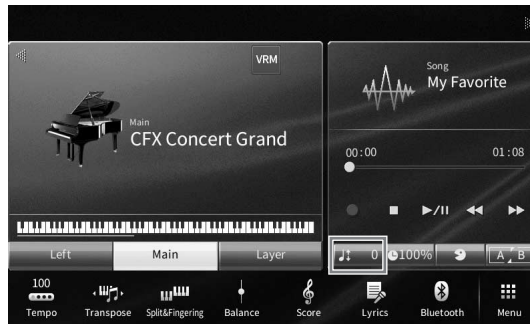 VRM
Main
CFX Concert Grand
Song
My Favorite
00:00
01:08
Left
Main
Layer
0
100%
A B
100
Tempo
Transpose
Split&Fingering
Balance
Score
Lyrics
Bluetooth
Menu